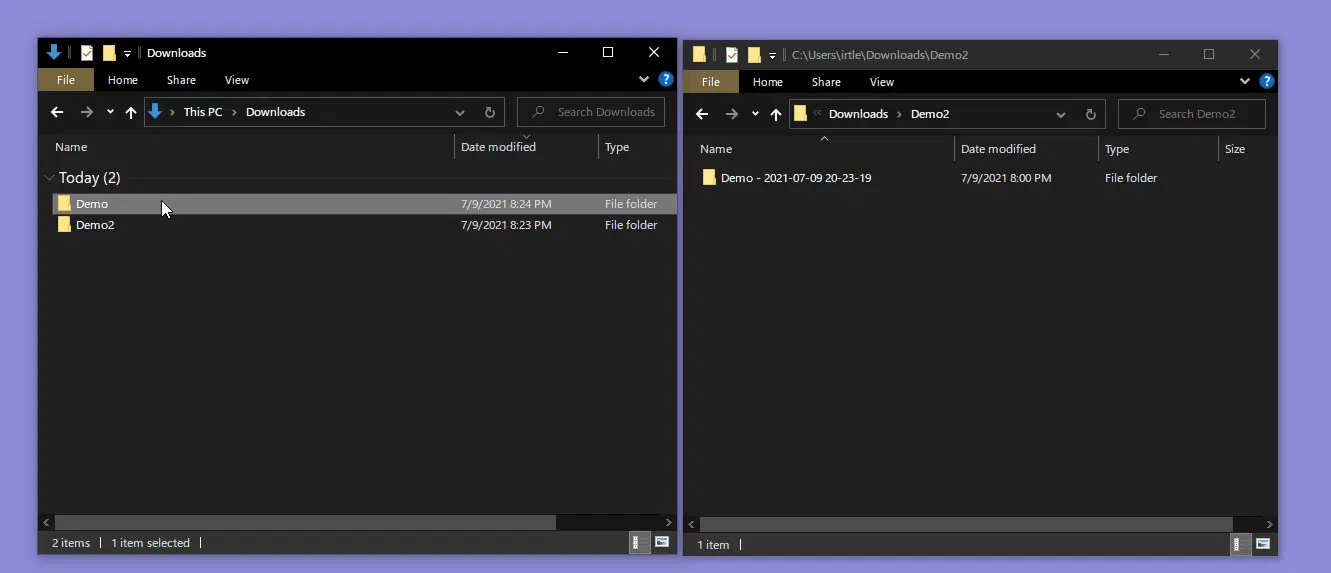 Downloads
File Home Share View
This PC > Downloads
Search Downloads
Name Date modified Type
Today (2)
Demo 7/9/2021 8:24 PM File folder
Demo2 7/9/2021 8:23 PM File folder
2 items 1 item selected
C:\Users\irtle\Downloads\Demo2
File Home Share View
Downloads > Demo2
Search Demo2
Name Date modified Type Size
Demo - 2021-07-09 20-23-19 7/9/2021 8:00 PM File folder
1 item